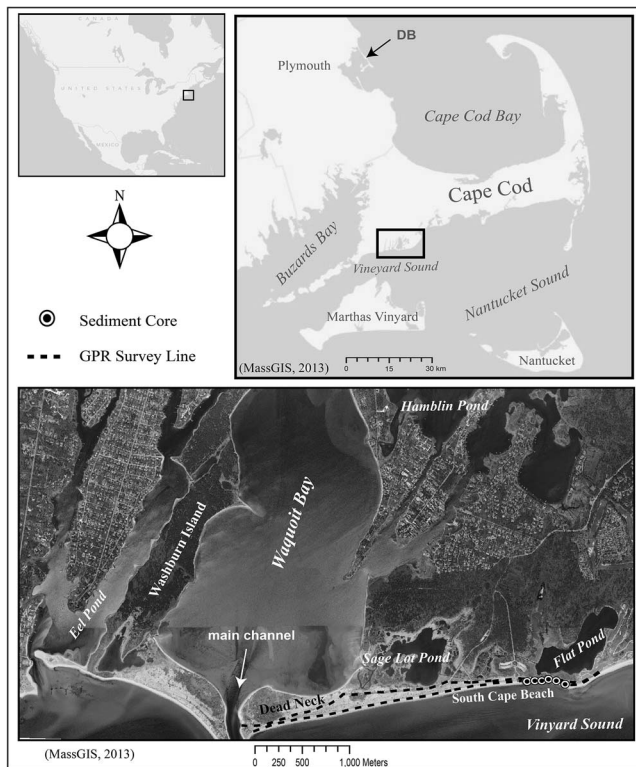 CANADA
UNITED STATES
MEXICO
N
Sediment Core
GPR Survey Line
DB
Plymouth
Cape Cod Bay
Cape Cod
Buzards Bay
Vineyard Sound
Nantucket Sound
Marthas Vinyard
Nantucket
(MassGIS, 2013)
0 15 30 km
Hamblin Pond
Waquoit Bay
Washburn Island
Eel Pond
main channel
Sage Lot Pond
Flat Pond
Dead Neck
South Cape Beach
Vinyard Sound
(MassGIS, 2013)
0 250 500 1,000 Meters